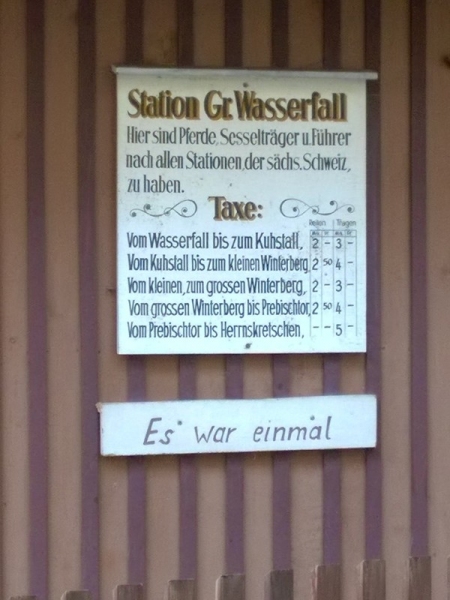 Station Gr. Wasserfall
Hier sind Pferde, Sesselträger u. Führer
nach allen Stationen, der sächs. Schweiz,
zu haben.
Taxe:
Reiten Tragen
Vom Wasserfall bis zum Kuhstall, 2 – 3 –
Vom Kuhstall bis zum kleinen Winterberg, 2 50 4 –
Vom kleinen, zum grossen Winterberg, 2 – 3 –
Vom grossen Winterberg bis Prebischtor, 2 50 4 –
Vom Prebischtor bis Herrnskretschen, – – 5 –
Es war einmal